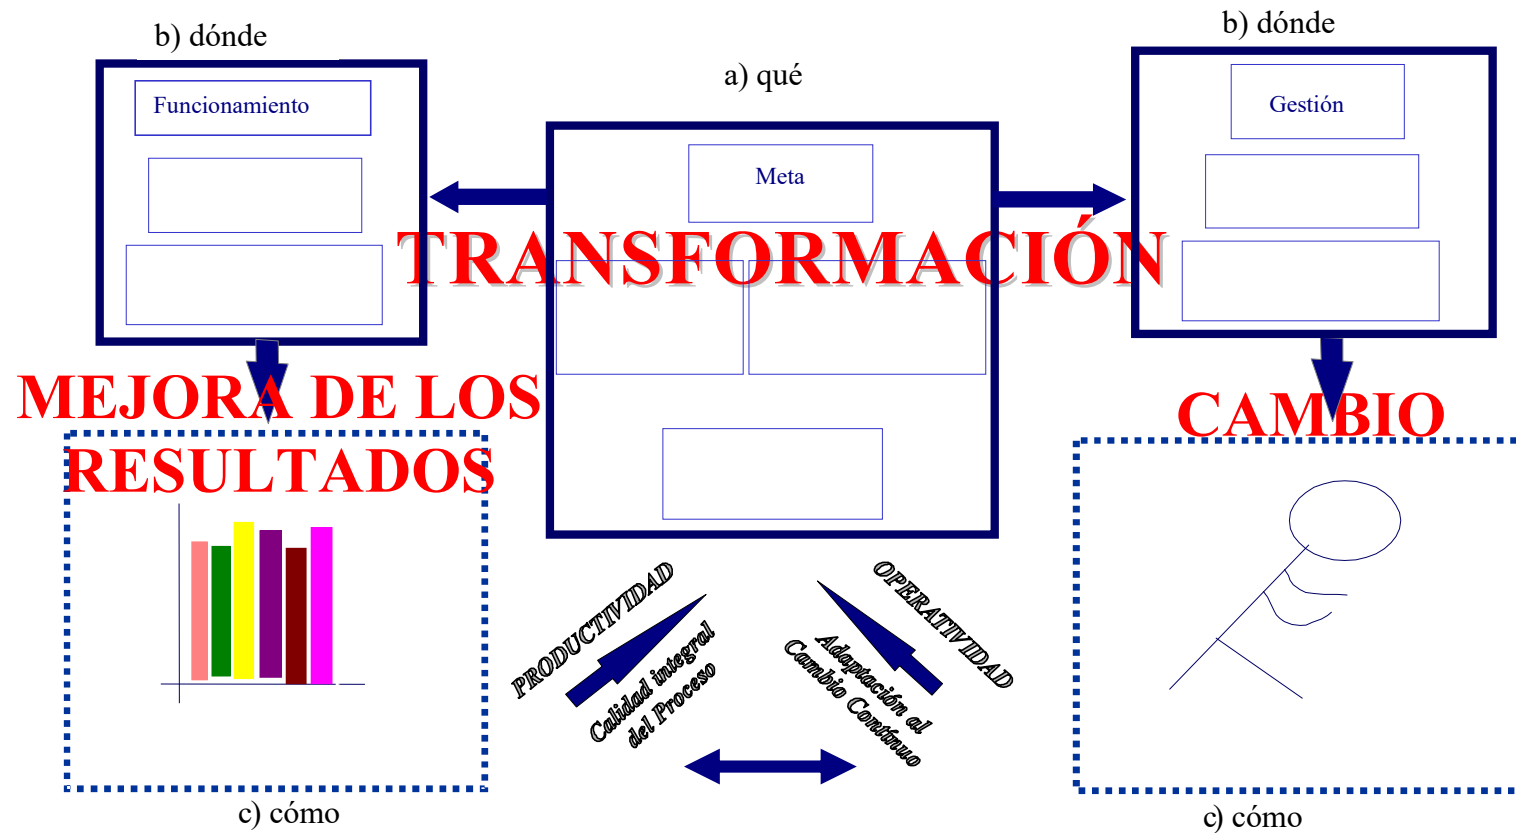 b) dónde
b) dónde
a) qué
Funcionamiento
Gestión
Meta
TRANSFORMACIÓN
MEJORA DE LOS
RESULTADOS
CAMBIO
PRODUCTIVIDAD
Calidad integral
del Proceso
OPERATIVIDAD
Adaptación al
Cambio Contínuo
c) cómo
c) cómo